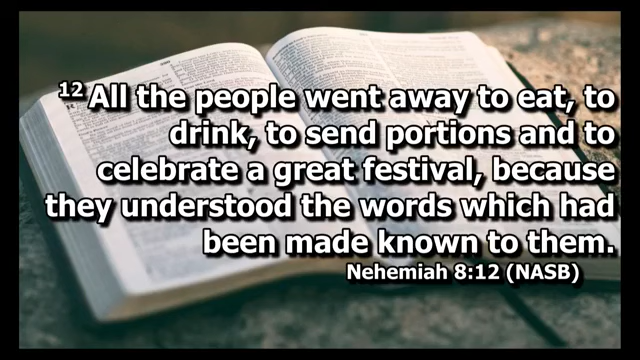 12 All the people went away to eat, to
drink, to send portions and to
celebrate a great festival, because
they understood the words which had
been made known to them.
Nehemiah 8:12 (NASB)